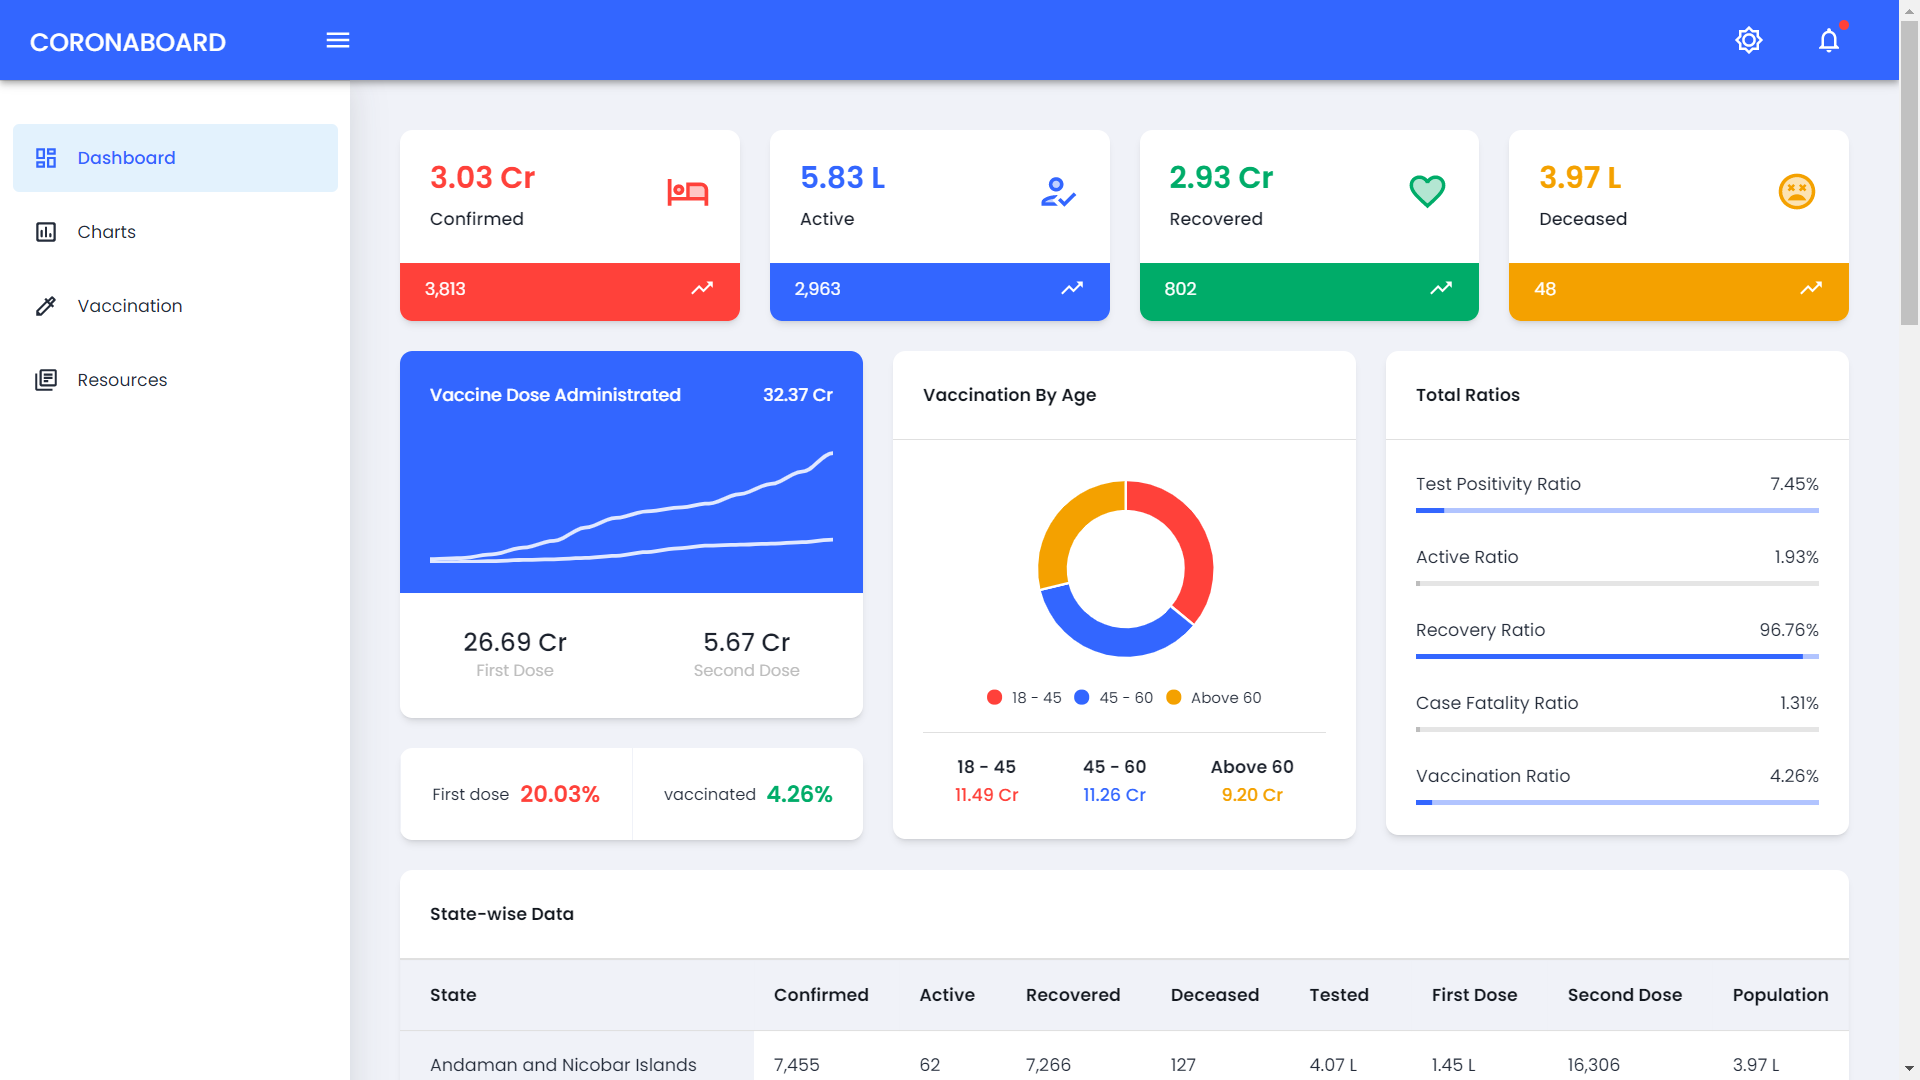 CORONABOARD
Dashboard
Charts
Vaccination
Resources
3.03 Cr
Confirmed
3,813
5.83 L
Active
2,963
2.93 Cr
Recovered
802
3.97 L
Deceased
48
Vaccine Dose Administrated 32.37 Cr
26.69 Cr
First Dose
5.67 Cr
Second Dose
First dose 20.03%
vaccinated 4.26%
Vaccination By Age
18 - 45 45 - 60 Above 60
18 - 45 45 - 60 Above 60
11.49 Cr 11.26 Cr 9.20 Cr
Total Ratios
Test Positivity Ratio 7.45%
Active Ratio 1.93%
Recovery Ratio 96.76%
Case Fatality Ratio 1.31%
Vaccination Ratio 4.26%
State-wise Data
State Confirmed Active Recovered Deceased Tested First Dose Second Dose Population
Andaman and Nicobar Islands 7,455 62 7,266 127 4.07 L 1.45 L 16,306 3.97 L